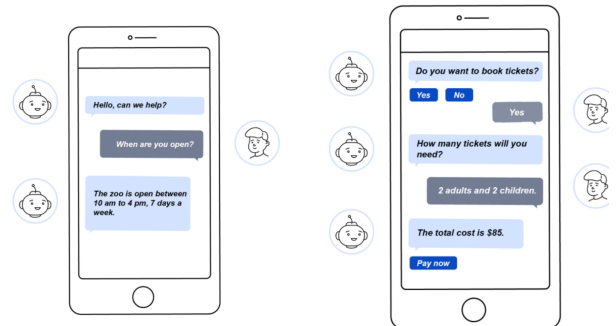 Hello, can we help?
When are you open?
The zoo is open between
10 am to 4 pm, 7 days a
week.
Do you want to book tickets?
Yes No
Yes
How many tickets will you
need?
2 adults and 2 children.
The total cost is $85.
Pay now